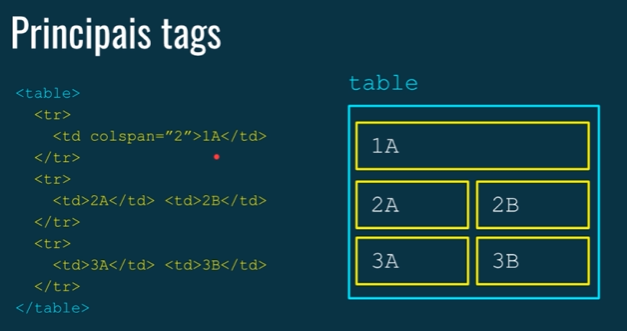 Principais tags
<table>
<tr>
<td colspan=”2”>1A</td>
</tr>
<tr>
<td>2A</td> <td>2B</td>
</tr>
<tr>
<td>3A</td> <td>3B</td>
</tr>
</table>
table
1A
2A 2B
3A 3B